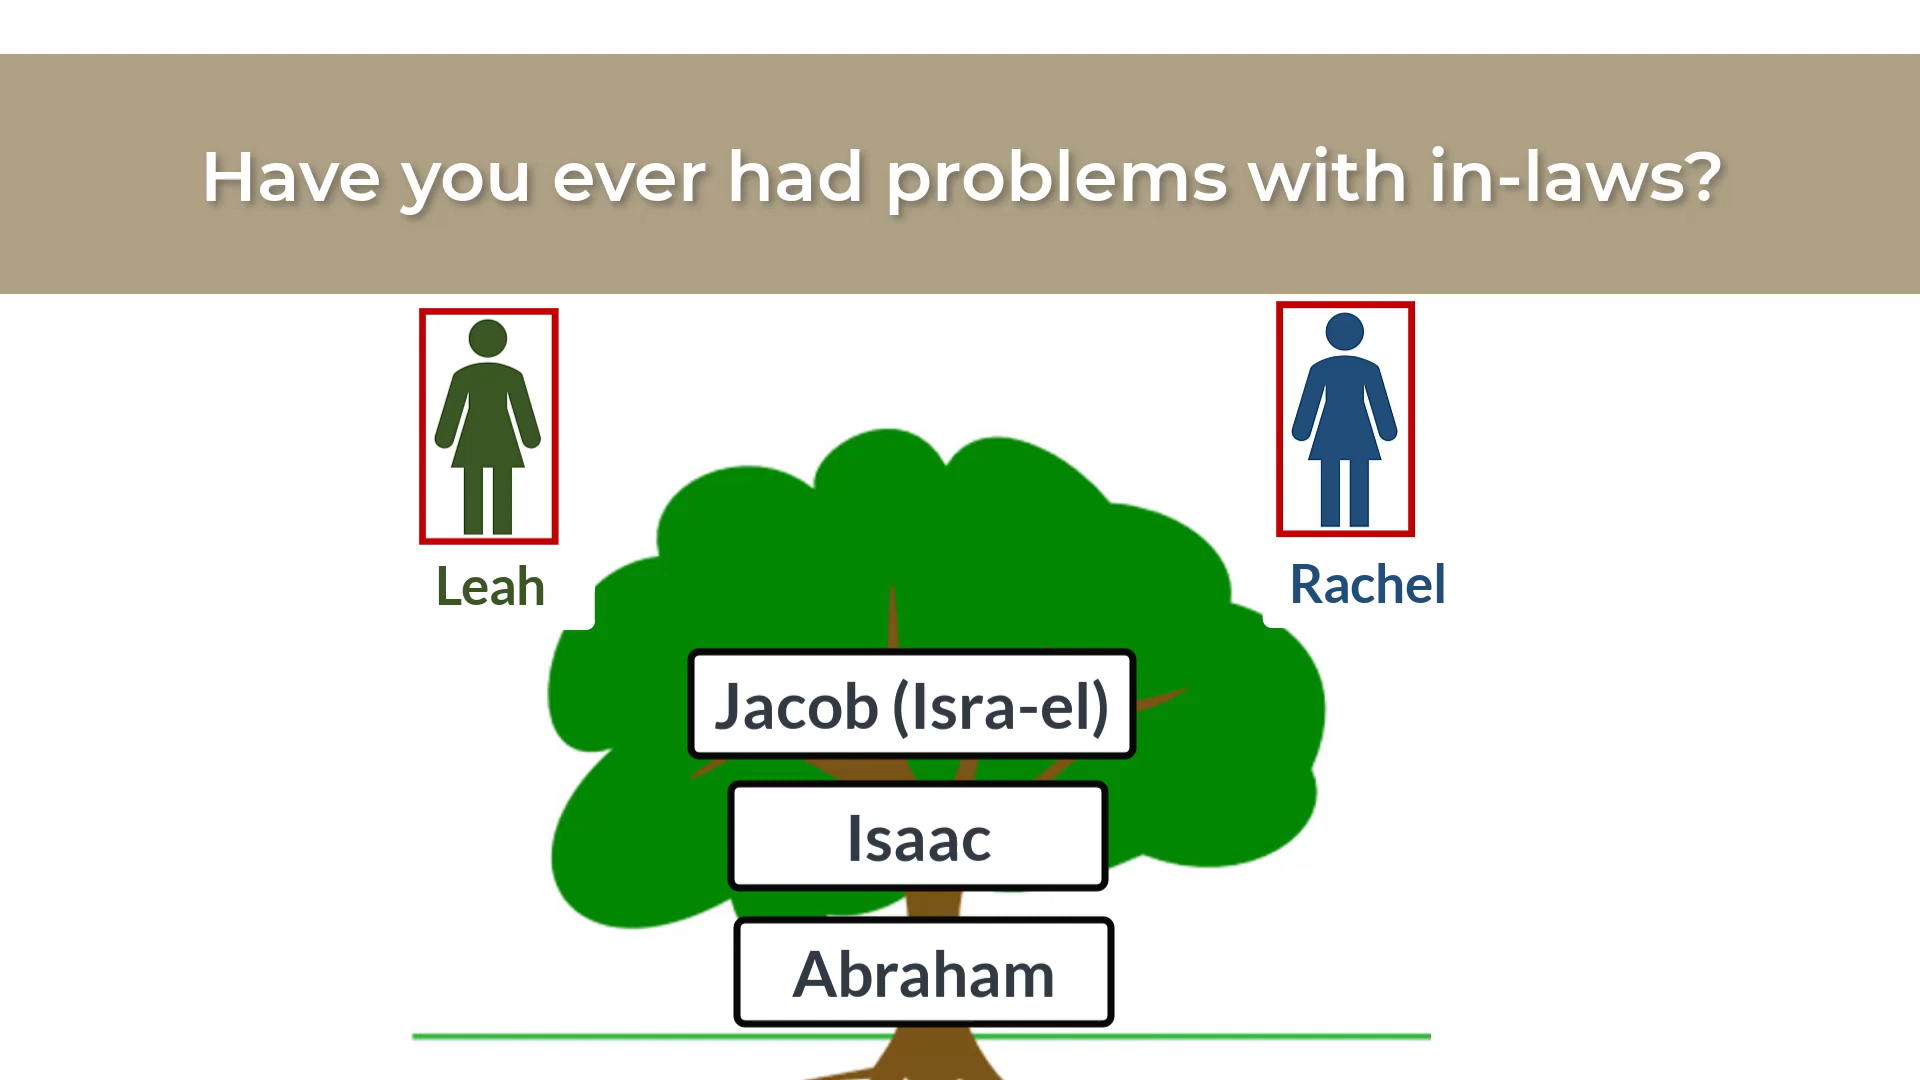 Have you ever had problems with in-laws?
Leah
Rachel
Jacob (Isra-el)
Isaac
Abraham